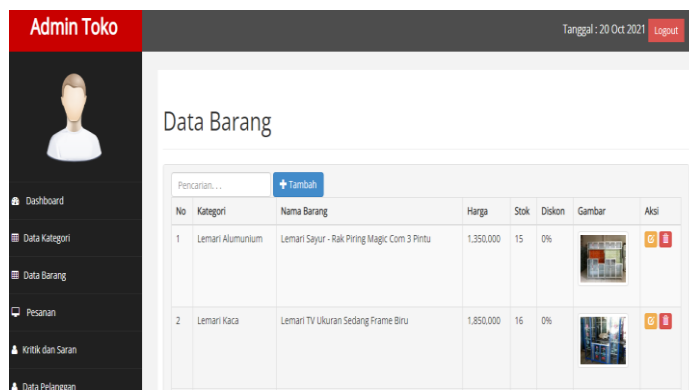 Admin Toko
Tanggal : 20 Oct 2021 Logout
Data Barang
Pencarian. . . Tambah
No Kategori Nama Barang Harga Stok Diskon Gambar Aksi
1 Lemari Alumunium Lemari Sayur - Rak Piring Magic Com 3 Pintu 1,350,000 15 0%
2 Lemari Kaca Lemari TV Ukuran Sedang Frame Biru 1,850,000 16 0%
Dashboard
Data Kategori
Data Barang
Pesanan
Kritik dan Saran
Data Pelanggan